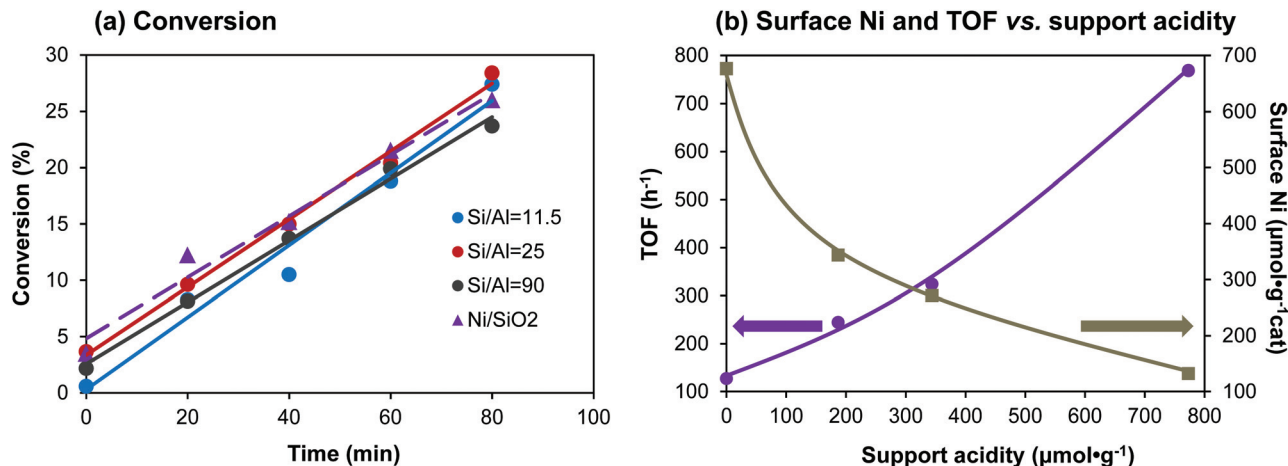 (a) Conversion
30
25
20
15
10
5
0
Conversion (%)
0 20 40 60 80 100
Time (min)
Si/Al=11.5
Si/Al=25
Si/Al=90
Ni/SiO2
(b) Surface Ni and TOF vs. support acidity
800
700
600
500
400
300
200
100
TOF (h⁻¹)
700
600
500
400
300
200
100
Surface Ni (µmol•g⁻¹cat)
0 100 200 300 400 500 600 700 800
Support acidity (µmol•g⁻¹)